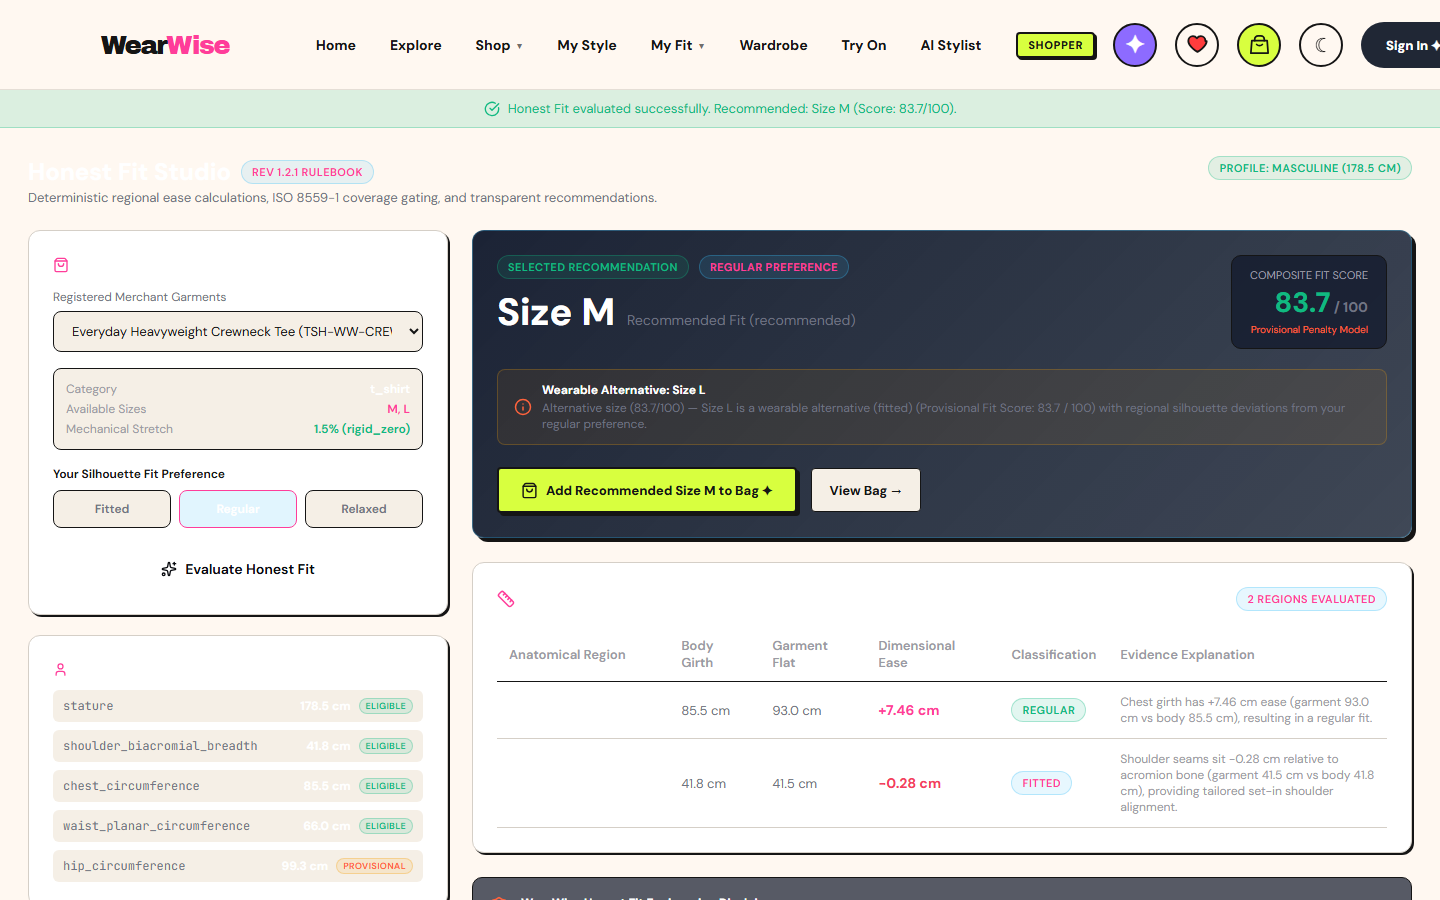 WearWise
Home
Explore
Shop ▼
My Style
My Fit ▼
Wardrobe
Try On
AI Stylist
SHOPPER
Sign In ✦
Honest Fit evaluated successfully. Recommended: Size M (Score: 83.7/100).
Honest Fit Studio
REV 1.2.1 RULEBOOK
PROFILE: MASCULINE (178.5 CM)
Deterministic regional ease calculations, ISO 8559-1 coverage gating, and transparent recommendations.
Registered Merchant Garments
Everyday Heavyweight Crewneck Tee (TSH-WW-CREW
Category t_shirt
Available Sizes M, L
Mechanical Stretch 1.5% (rigid_zero)
Your Silhouette Fit Preference
Fitted
Regular
Relaxed
Evaluate Honest Fit
stature 178.5 cm ELIGIBLE
shoulder_biacromial_breadth 41.8 cm ELIGIBLE
chest_circumference 85.5 cm ELIGIBLE
waist_planar_circumference 66.0 cm ELIGIBLE
hip_circumference 99.3 cm PROVISIONAL
SELECTED RECOMMENDATION
REGULAR PREFERENCE
Size M Recommended Fit (recommended)
COMPOSITE FIT SCORE
83.7 / 100
Provisional Penalty Model
Wearable Alternative: Size L
Alternative size (83.7/100) — Size L is a wearable alternative (fitted) (Provisional Fit Score: 83.7 / 100) with regional silhouette deviations from your
regular preference.
Add Recommended Size M to Bag ✦
View Bag →
2 REGIONS EVALUATED
Anatomical Region
Body
Girth
Garment
Flat
Dimensional
Ease
Classification
Evidence Explanation
85.5 cm
93.0 cm
+7.46 cm
REGULAR
Chest girth has +7.46 cm ease (garment 93.0
cm vs body 85.5 cm), resulting in a regular fit.
41.8 cm
41.5 cm
-0.28 cm
FITTED
Shoulder seams sit -0.28 cm relative to
acromion bone (garment 41.5 cm vs body 41.8
cm), providing tailored set-in shoulder
alignment.